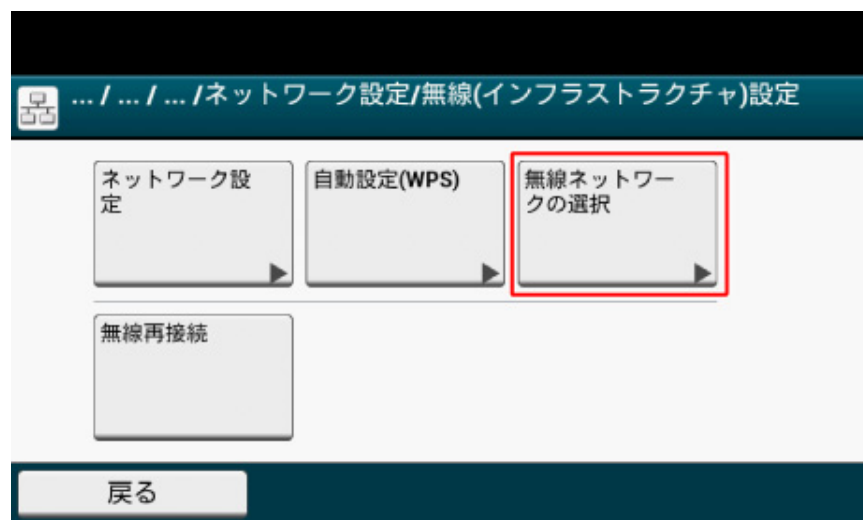 ... / ... / ... /ネットワーク設定/無線(インフラストラクチャ)設定
ネットワーク設
定
自動設定(WPS)
無線ネットワー
クの選択
無線再接続
戻る